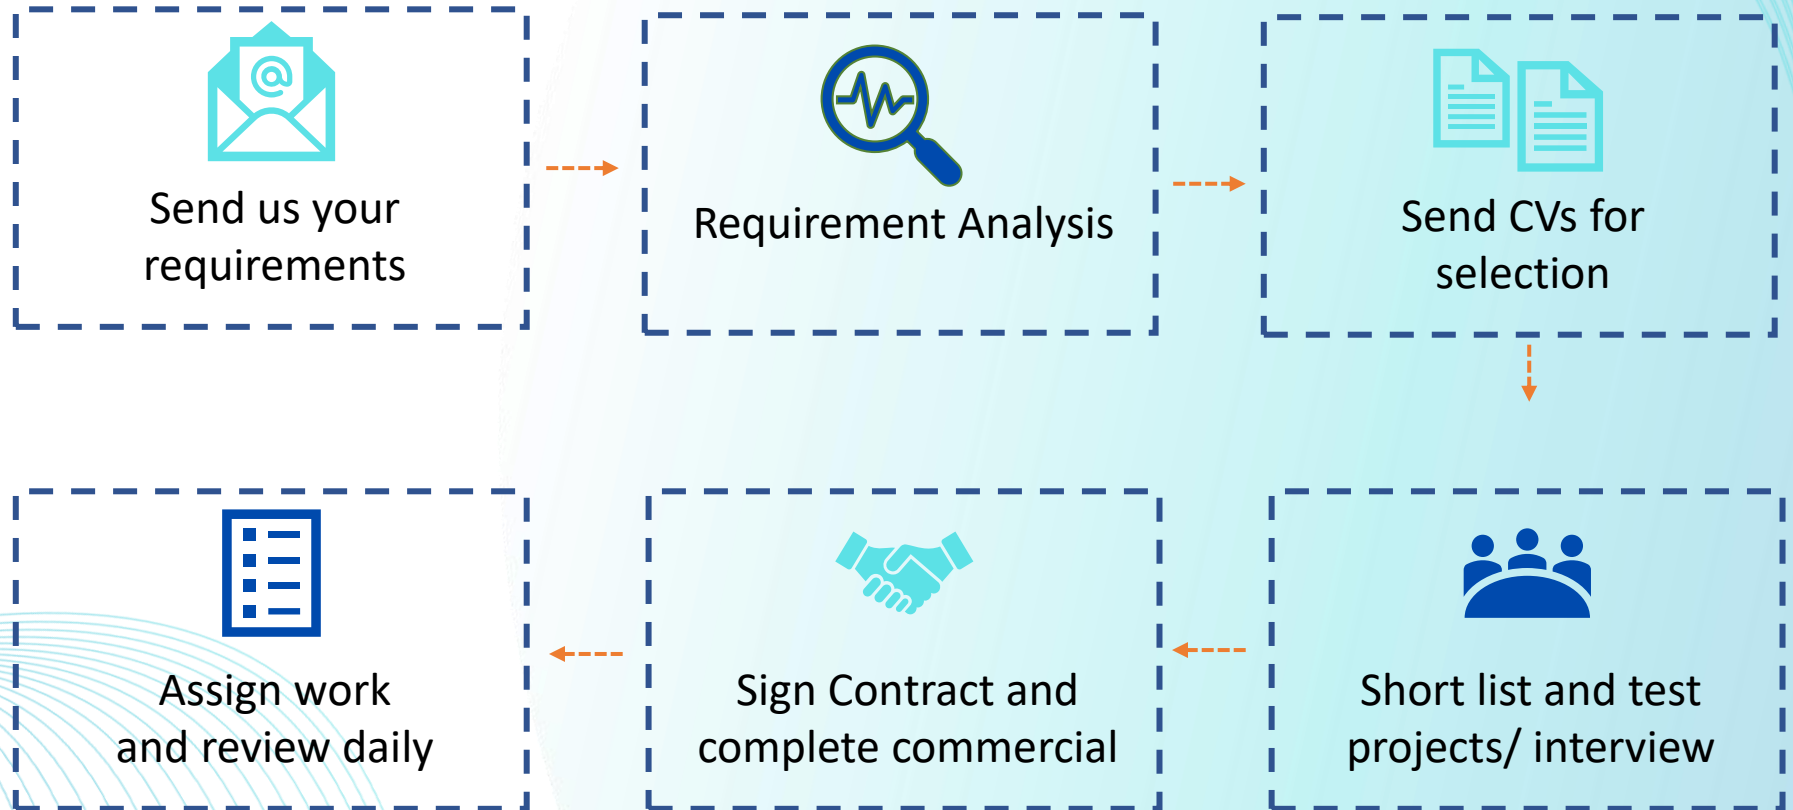 Send us your
requirements
Requirement Analysis
Send CVs for
selection
Assign work
and review daily
Sign Contract and
complete commercial
Short list and test
projects/ interview